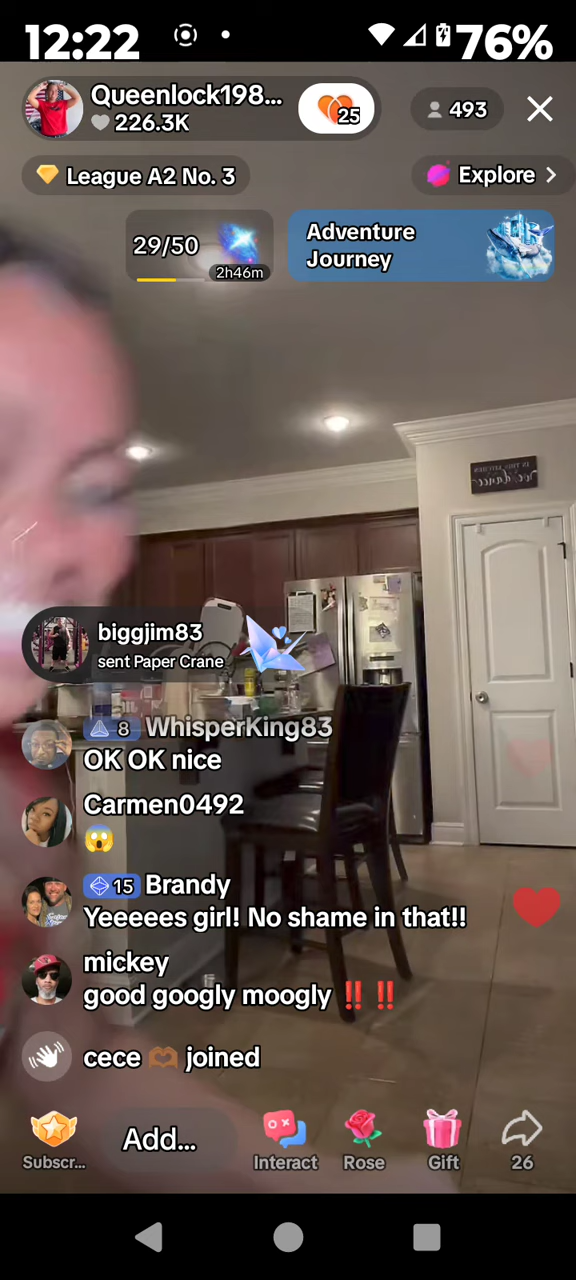 12:22
76%
Queenlock198...
226.3K
25
493
League A2 No. 3
Explore
29/50
2h46m
Adventure
Journey
biggjim83
sent Paper Crane
8 WhisperKing83
OK OK nice
Carmen0492
😱
15 Brandy
Yeeeees girl! No shame in that!!
mickey
good googly moogly ‼️ ‼️
cece 🫶🏾 joined
Add...
Subscr...
Interact
Rose
Gift
26